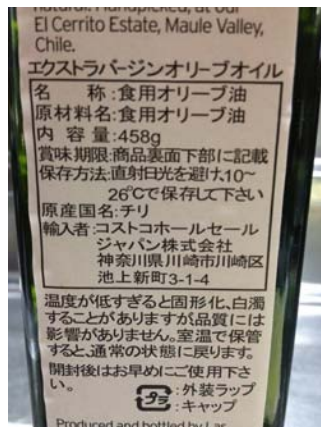 natural. Handpicked, at our
El Cerrito Estate, Maule Valley,
Chile.
エクストラバージンオリーブオイル
名　　称:食用オリーブ油
原材料名:食用オリーブ油
内 容 量:458g
賞味期限:商品裏面下部に記載
保存方法:直射日光を避け、10〜
26℃で保存して下さい
原産国名:チリ
輸入者:コストコホールセール
ジャパン株式会社
神奈川県川崎市川崎区
池上新町3-1-4
温度が低すぎると固形化、白濁
することがありますが品質には
影響がありません。室温で保管
すると、通常の状態に戻ります。
開封後はお早めにご使用下さ
い。
プラ:外装ラップ
:キャップ
Produced and bottled by Las